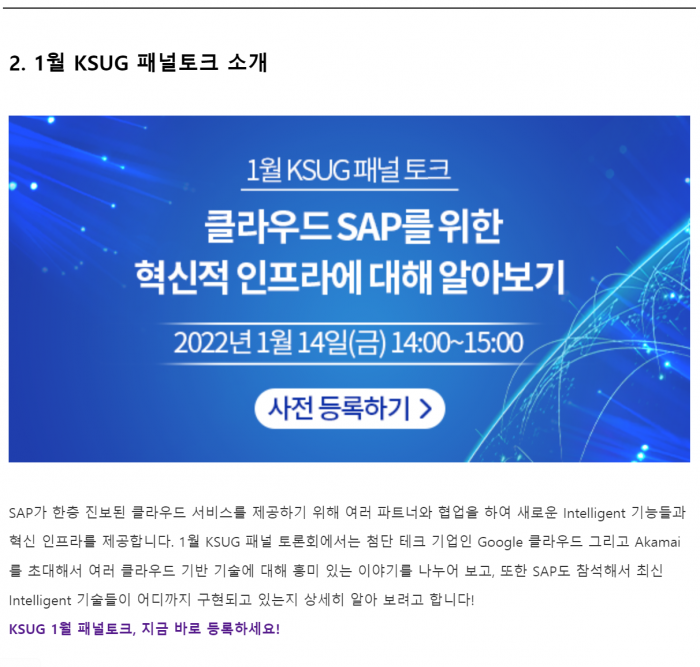 2. 1월 KSUG 패널토크 소개
1월 KSUG 패널 토크
클라우드 SAP를 위한
혁신적 인프라에 대해 알아보기
2022년 1월 14일(금) 14:00~15:00
사전 등록하기 >
SAP가 한층 진보된 클라우드 서비스를 제공하기 위해 여러 파트너와 협업을 하여 새로운 Intelligent 기능들과
혁신 인프라를 제공합니다. 1월 KSUG 패널 토론회에서는 첨단 테크 기업인 Google 클라우드 그리고 Akamai
를 초대해서 여러 클라우드 기반 기술에 대해 흥미 있는 이야기를 나누어 보고, 또한 SAP도 참석해서 최신
Intelligent 기술들이 어디까지 구현되고 있는지 상세히 알아 보려고 합니다!
KSUG 1월 패널토크, 지금 바로 등록하세요!